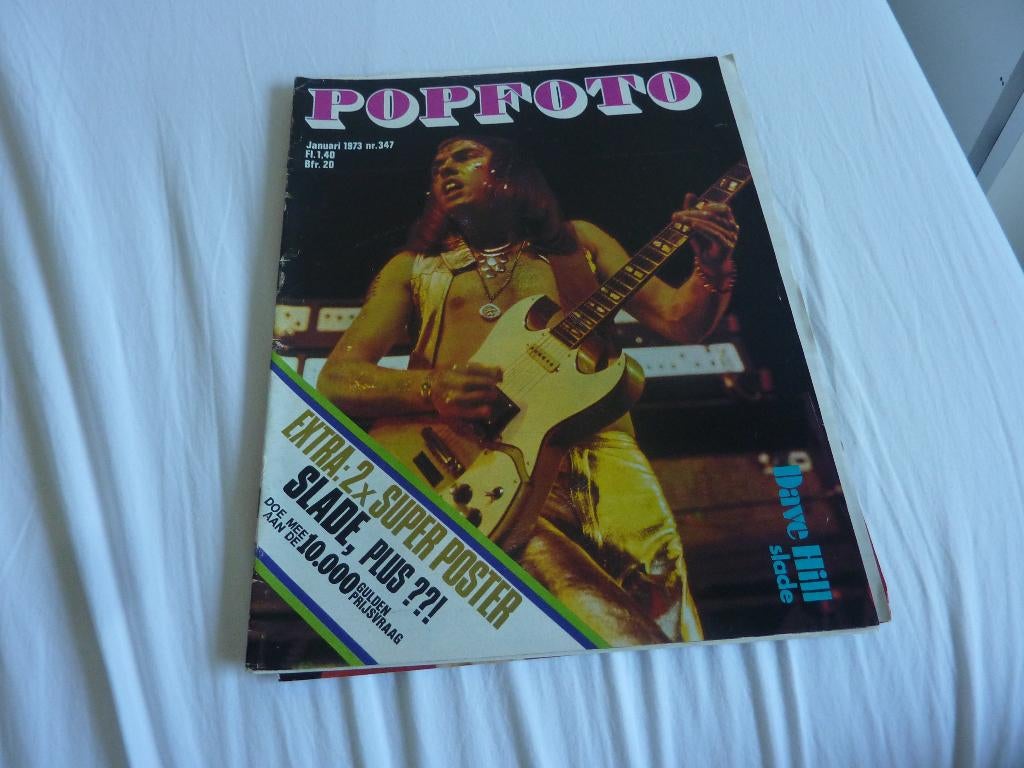 POPFOTO
Januari 1973 nr.347
Fl.1,40
Bfr. 20
EXTRA: 2x SUPER POSTER
SLADE, PLUS ??!
DOE MEE
AAN DE 10.000 GULDEN
PRIJSVRAAG
Dave Hill
slade